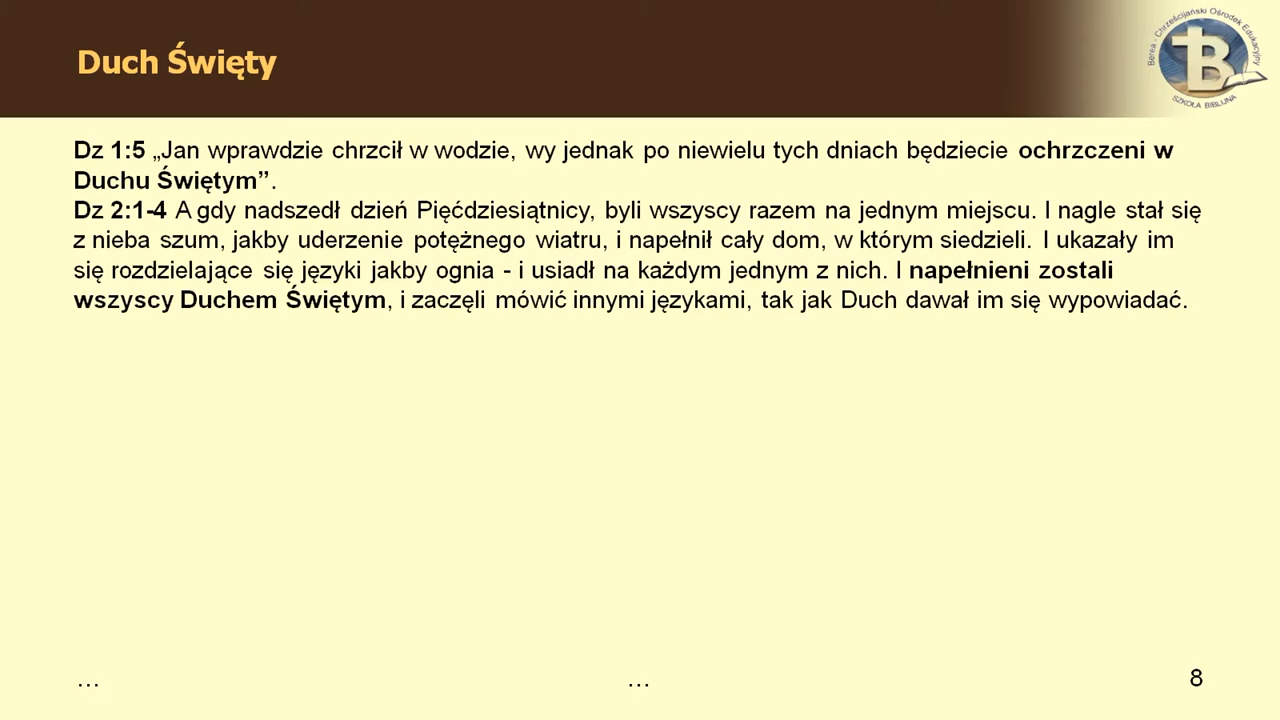 Duch Święty
Berea - Chrześcijański Ośrodek Edukacyjny
B
SZKOŁA BIBLIJNA
Dz 1:5 „Jan wprawdzie chrzcił w wodzie, wy jednak po niewielu tych dniach będziecie ochrzczeni w
Duchu Świętym”.
Dz 2:1-4 A gdy nadszedł dzień Pięćdziesiątnicy, byli wszyscy razem na jednym miejscu. I nagle stał się
z nieba szum, jakby uderzenie potężnego wiatru, i napełnił cały dom, w którym siedzieli. I ukazały im
się rozdzielające się języki jakby ognia - i usiadł na każdym jednym z nich. I napełnieni zostali
wszyscy Duchem Świętym, i zaczęli mówić innymi językami, tak jak Duch dawał im się wypowiadać.
... ... 8